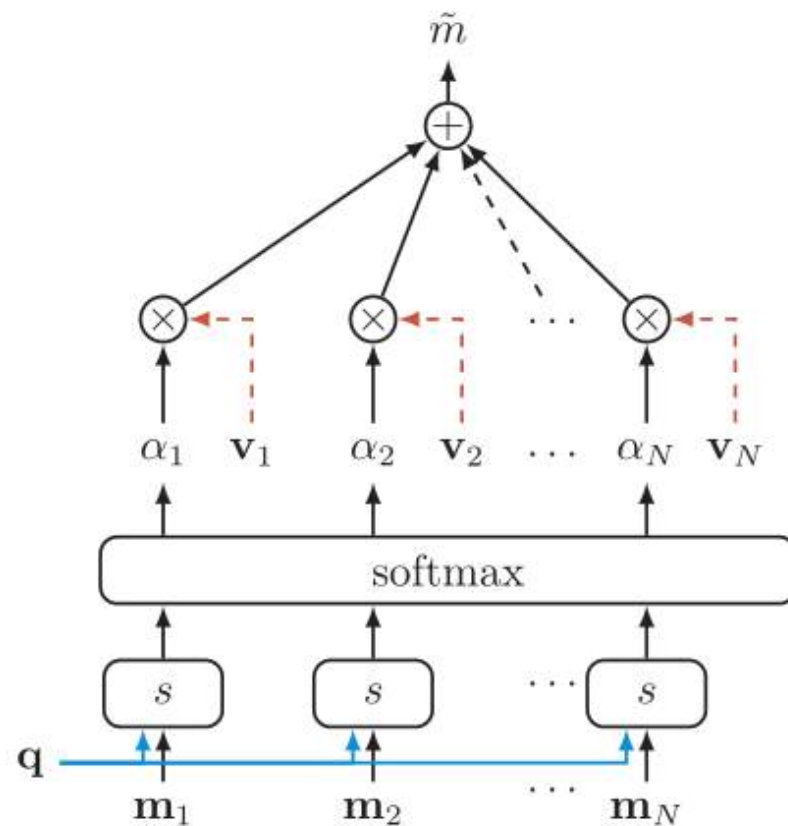 m̃
+
× × · · · ×
α₁ v₁ α₂ v₂ · · · α_N v_N
softmax
s s · · · s
q
m₁ m₂ · · · m_N